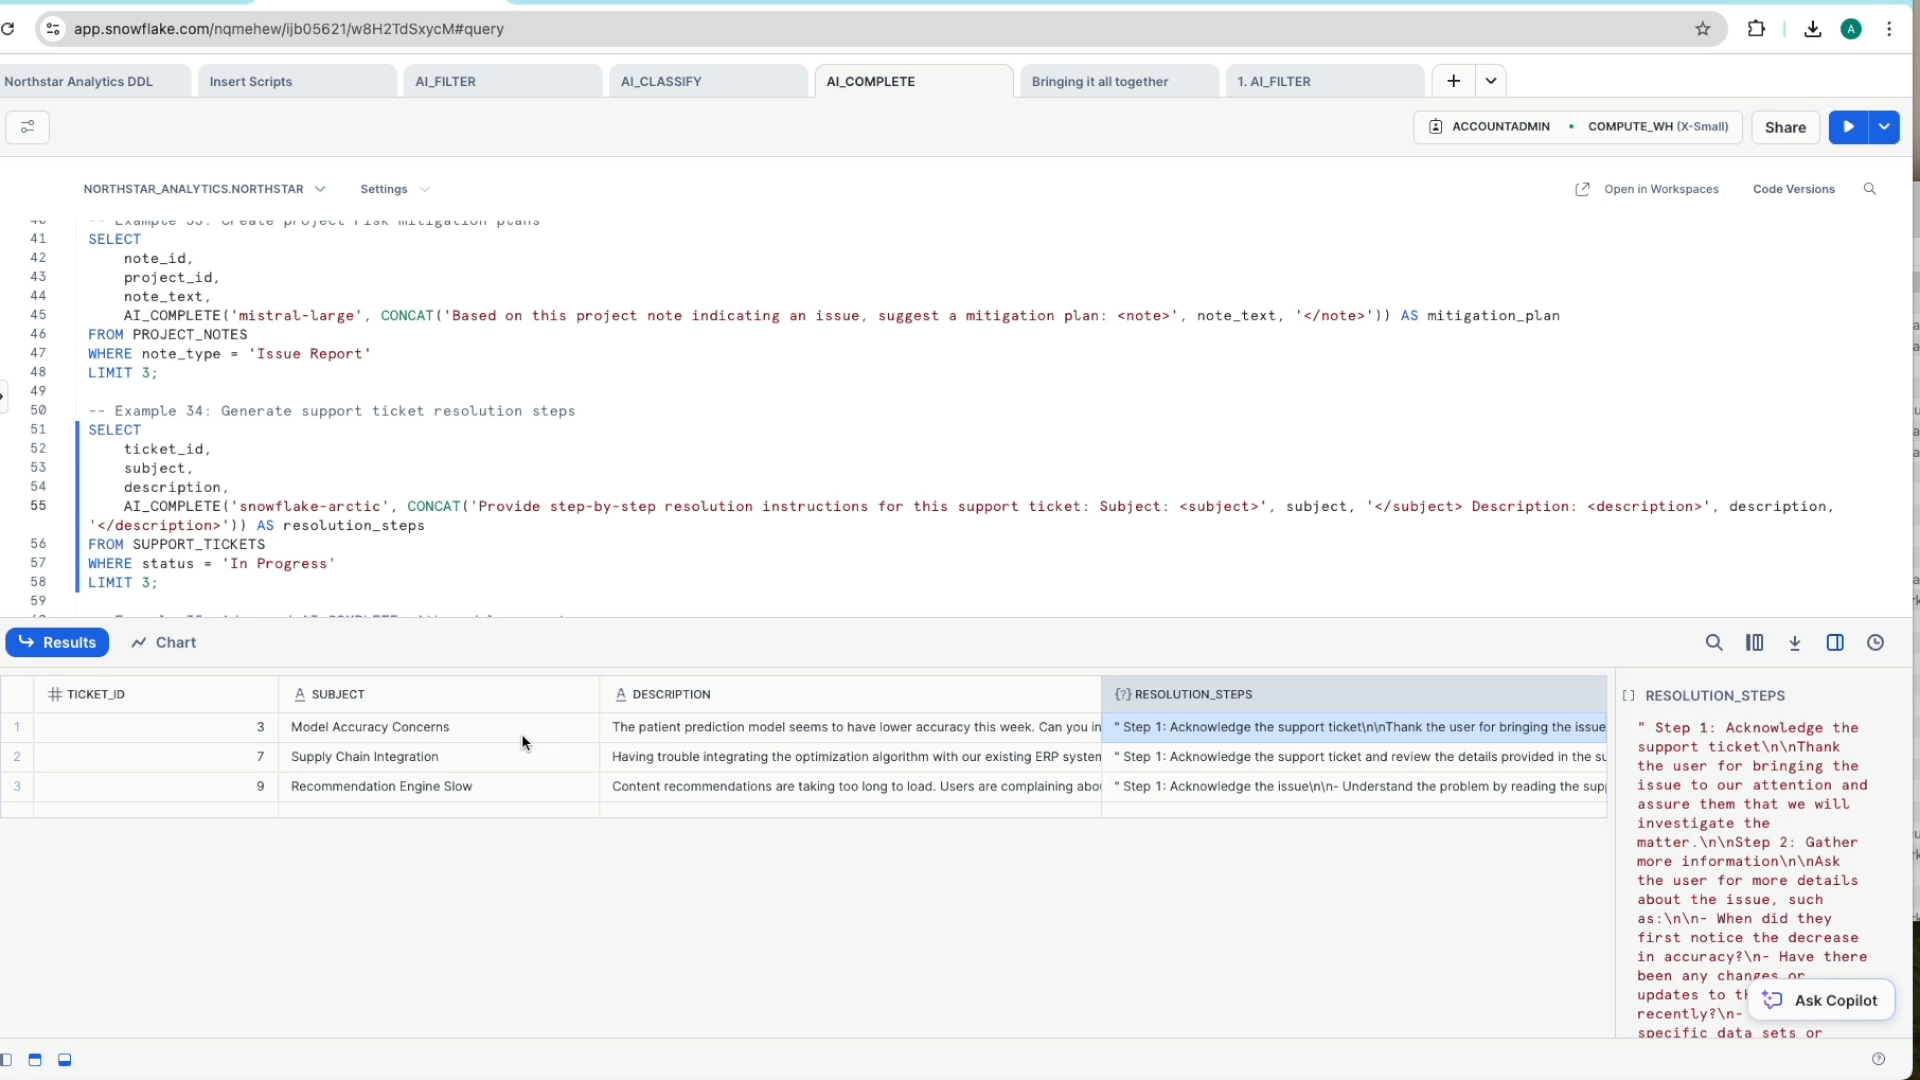 app.snowflake.com/nqmehew/ijb05621/w8H2TdSxycM#query
A
Northstar Analytics DDL
Insert Scripts
AI_FILTER
AI_CLASSIFY
AI_COMPLETE
Bringing it all together
1. AI_FILTER
ACCOUNTADMIN
COMPUTE_WH (X-Small)
Share
NORTHSTAR_ANALYTICS.NORTHSTAR
Settings
Open in Workspaces
Code Versions
40 -- Example 33: Create project risk mitigation plans
41 SELECT
42 note_id,
43 project_id,
44 note_text,
45 AI_COMPLETE('mistral-large', CONCAT('Based on this project note indicating an issue, suggest a mitigation plan: <note>', note_text, '</note>')) AS mitigation_plan
46 FROM PROJECT_NOTES
47 WHERE note_type = 'Issue Report'
48 LIMIT 3;
49
50 -- Example 34: Generate support ticket resolution steps
51 SELECT
52 ticket_id,
53 subject,
54 description,
55 AI_COMPLETE('snowflake-arctic', CONCAT('Provide step-by-step resolution instructions for this support ticket: Subject: <subject>', subject, '</subject> Description: <description>', description,
'</description>')) AS resolution_steps
56 FROM SUPPORT_TICKETS
57 WHERE status = 'In Progress'
58 LIMIT 3;
59
Results
Chart
TICKET_ID
SUBJECT
DESCRIPTION
RESOLUTION_STEPS
1 3 Model Accuracy Concerns The patient prediction model seems to have lower accuracy this week. Can you in " Step 1: Acknowledge the support ticket\n\nThank the user for bringing the issue
2 7 Supply Chain Integration Having trouble integrating the optimization algorithm with our existing ERP system " Step 1: Acknowledge the support ticket and review the details provided in the su
3 9 Recommendation Engine Slow Content recommendations are taking too long to load. Users are complaining abou " Step 1: Acknowledge the issue\n\n- Understand the problem by reading the supp
[] RESOLUTION_STEPS
" Step 1: Acknowledge the
support ticket\n\nThank
the user for bringing the
issue to our attention and
assure them that we will
investigate the
matter.\n\nStep 2: Gather
more information\n\nAsk
the user for more details
about the issue, such
as:\n\n- When did they
first notice the decrease
in accuracy?\n- Have there
been any changes or
updates to
recently?\n-
specific data sets or
Ask Copilot